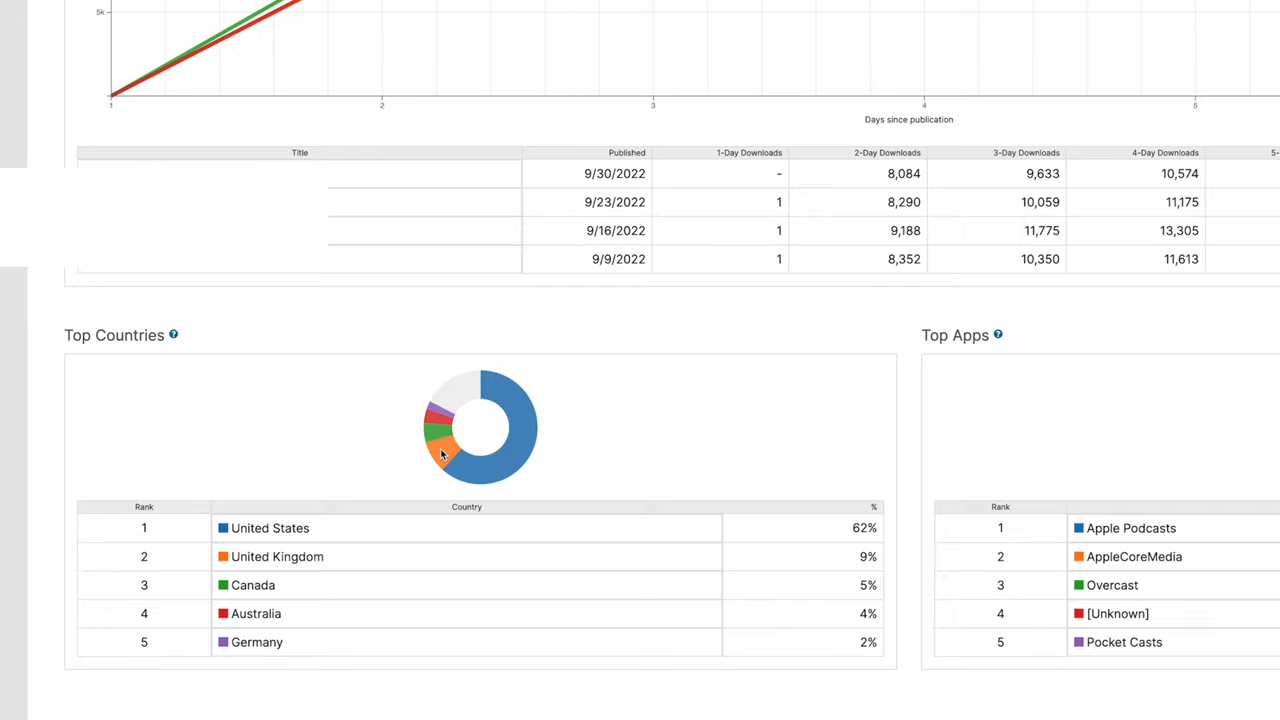 5k
1 2 3 4 5
Days since publication
Title Published 1-Day Downloads 2-Day Downloads 3-Day Downloads 4-Day Downloads 5-
9/30/2022 - 8,084 9,633 10,574
9/23/2022 1 8,290 10,059 11,175
9/16/2022 1 9,188 11,775 13,305
9/9/2022 1 8,352 10,350 11,613
Top Countries ?
Rank Country %
1 United States 62%
2 United Kingdom 9%
3 Canada 5%
4 Australia 4%
5 Germany 2%
Top Apps ?
Rank
1 Apple Podcasts
2 AppleCoreMedia
3 Overcast
4 [Unknown]
5 Pocket Casts